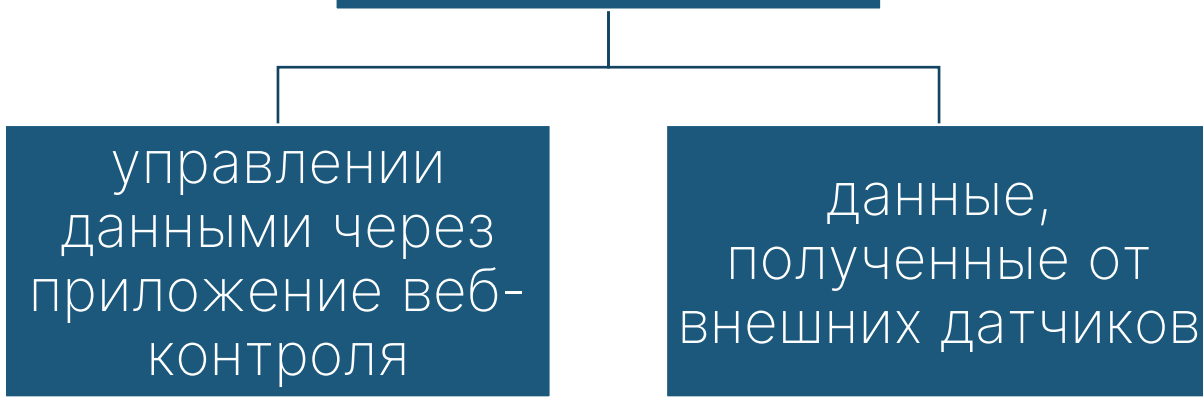 управлении
данными через
приложение веб-
контроля
данные,
полученные от
внешних датчиков